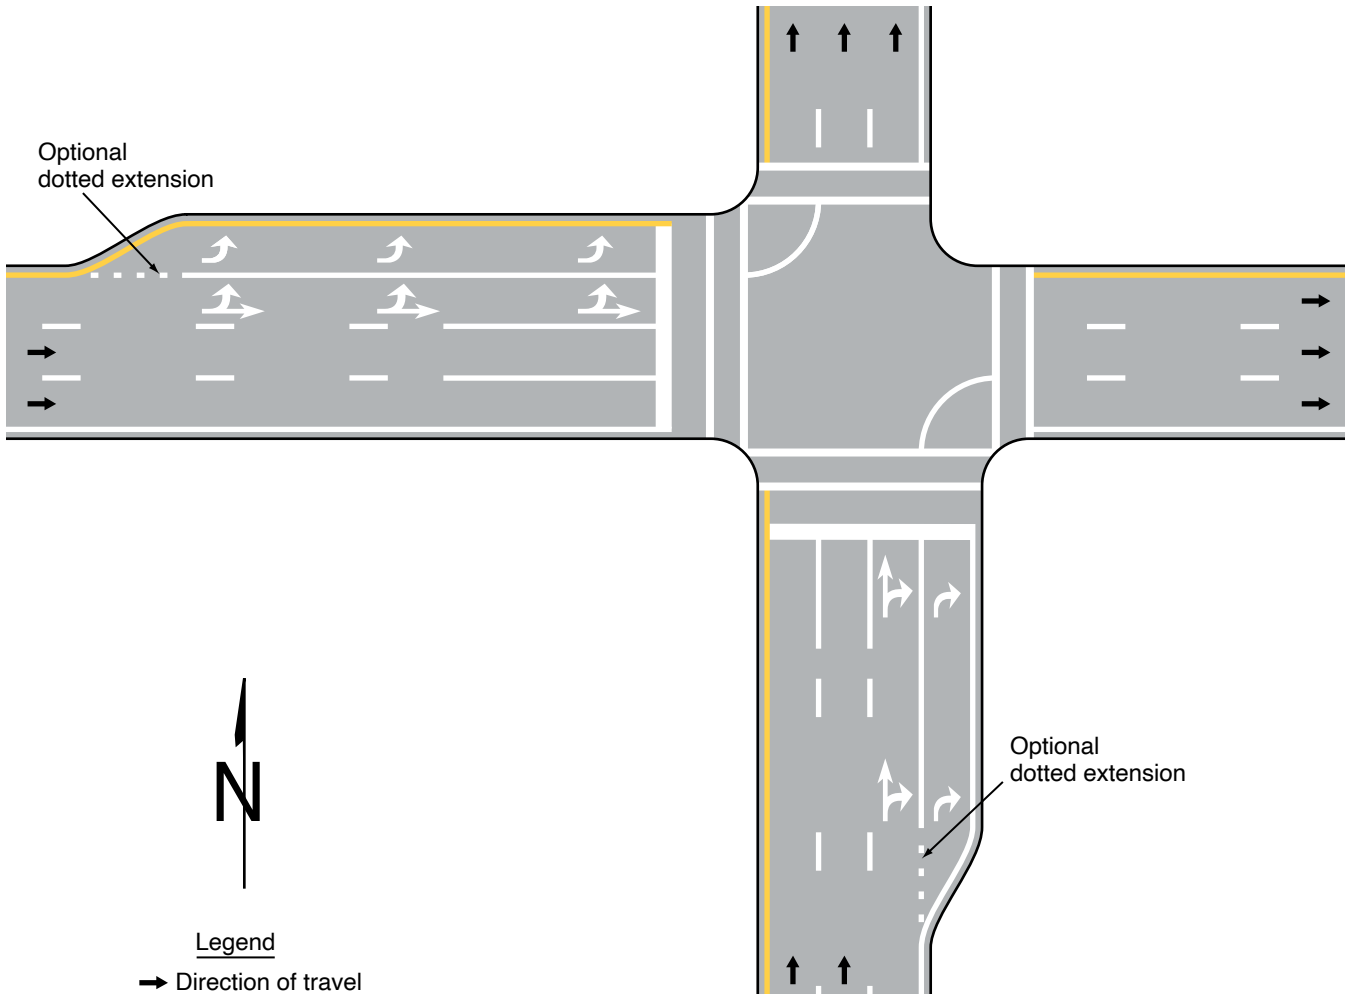 Optional
dotted extension
Optional
dotted extension
N
Legend
Direction of travel